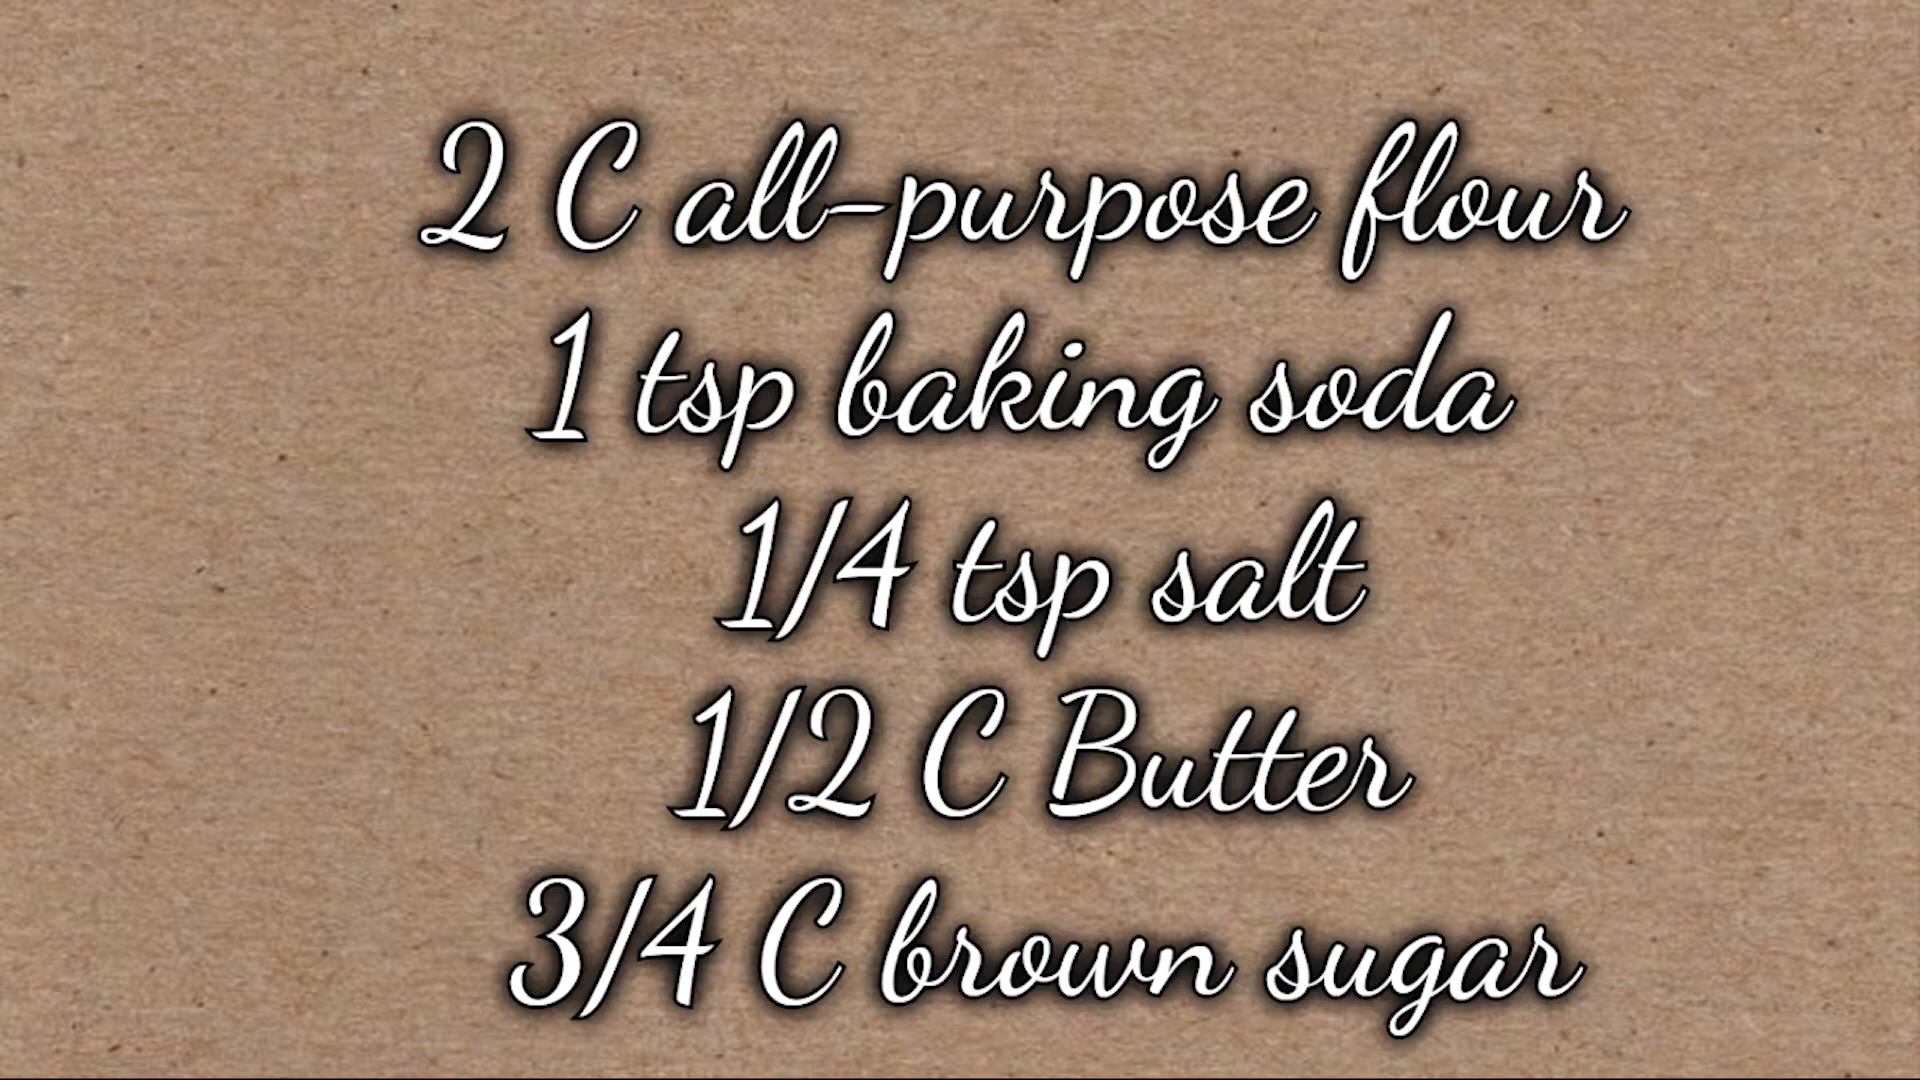 2 C all-purpose flour
1 tsp baking soda
1/4 tsp salt
1/2 C Butter
3/4 C brown sugar